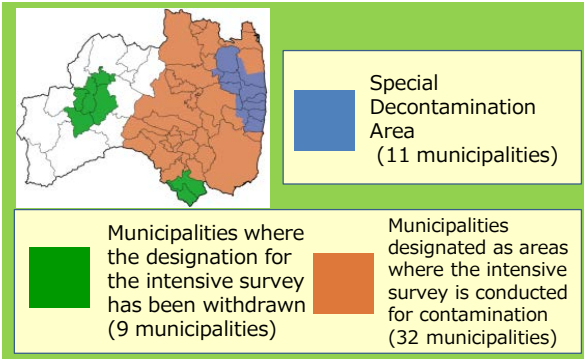 Special
Decontamination
Area
(11 municipalities)
Municipalities where
the designation for
the intensive survey
has been withdrawn
(9 municipalities)
Municipalities
designated as areas
where the intensive
survey is conducted
for contamination
(32 municipalities)